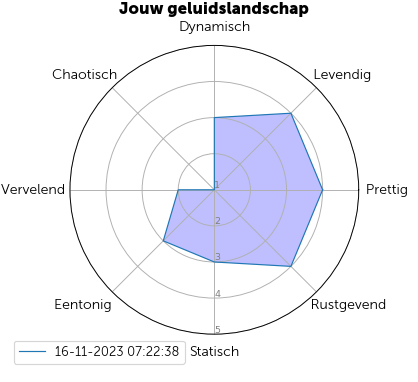 Jouw geluidslandschap
Dynamisch
Chaotisch
Levendig
Vervelend
Prettig
1
2
3
4
5
Eentonig
Rustgevend
16-11-2023 07:22:38
Statisch